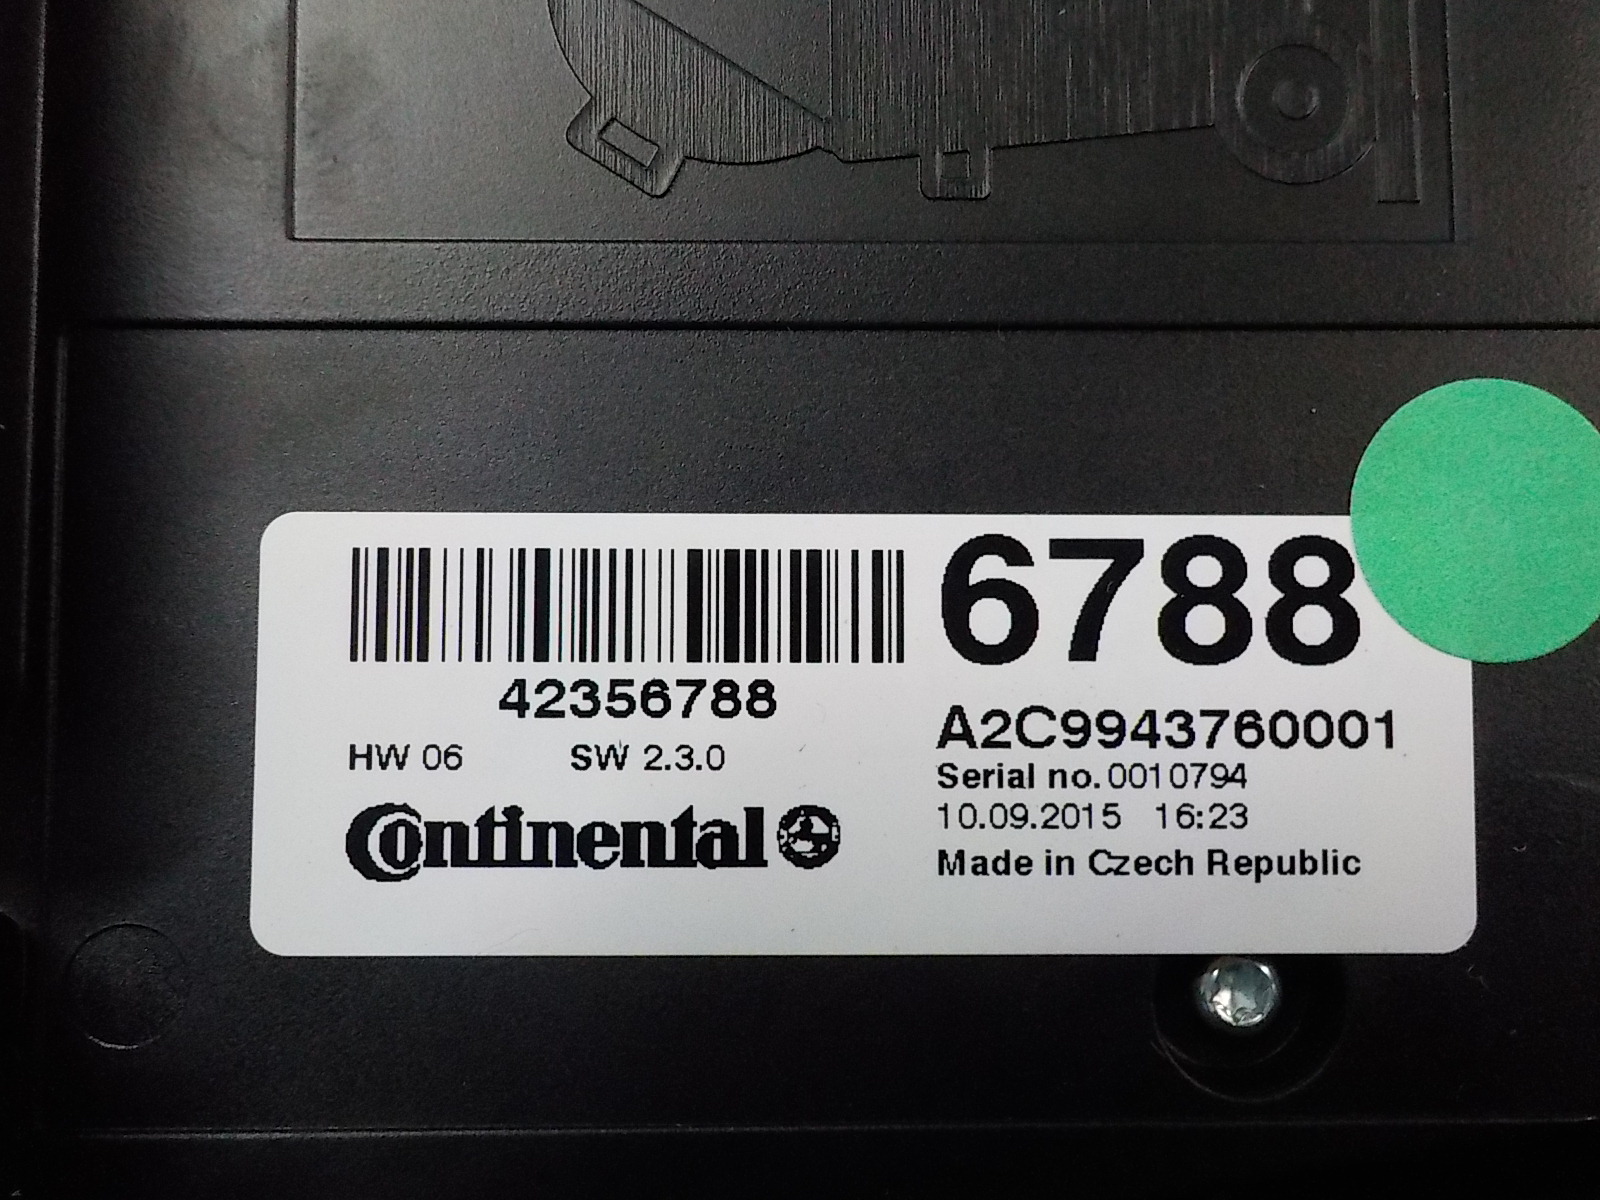 6788
42356788
A2C9943760001
HW 06 SW 2.3.0
Serial no. 0010794
10.09.2015 16:23
Continental
Made in Czech Republic